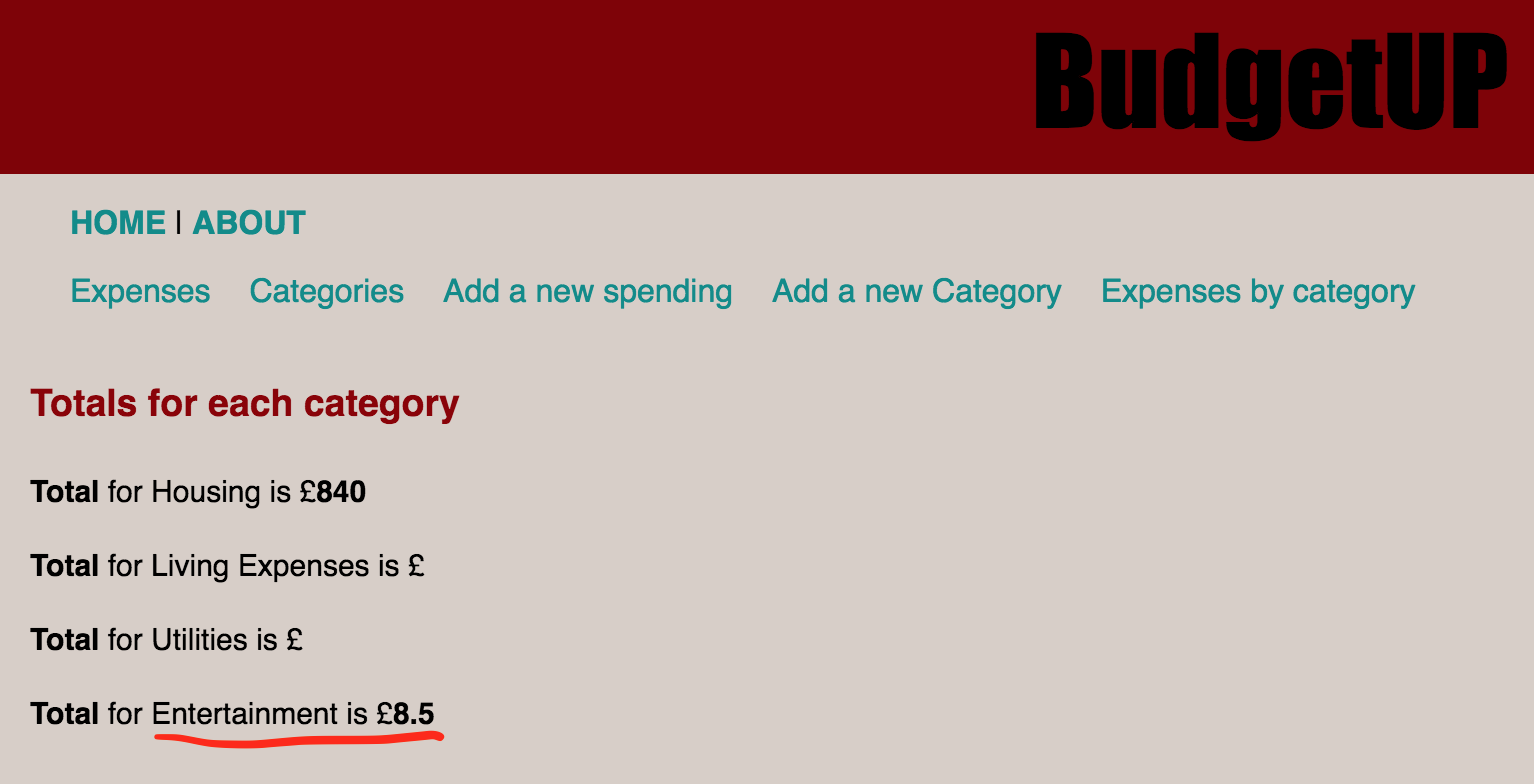 BudgetUP
HOME | ABOUT
Expenses Categories Add a new spending Add a new Category Expenses by category
Totals for each category
Total for Housing is £840
Total for Living Expenses is £
Total for Utilities is £
Total for Entertainment is £8.5